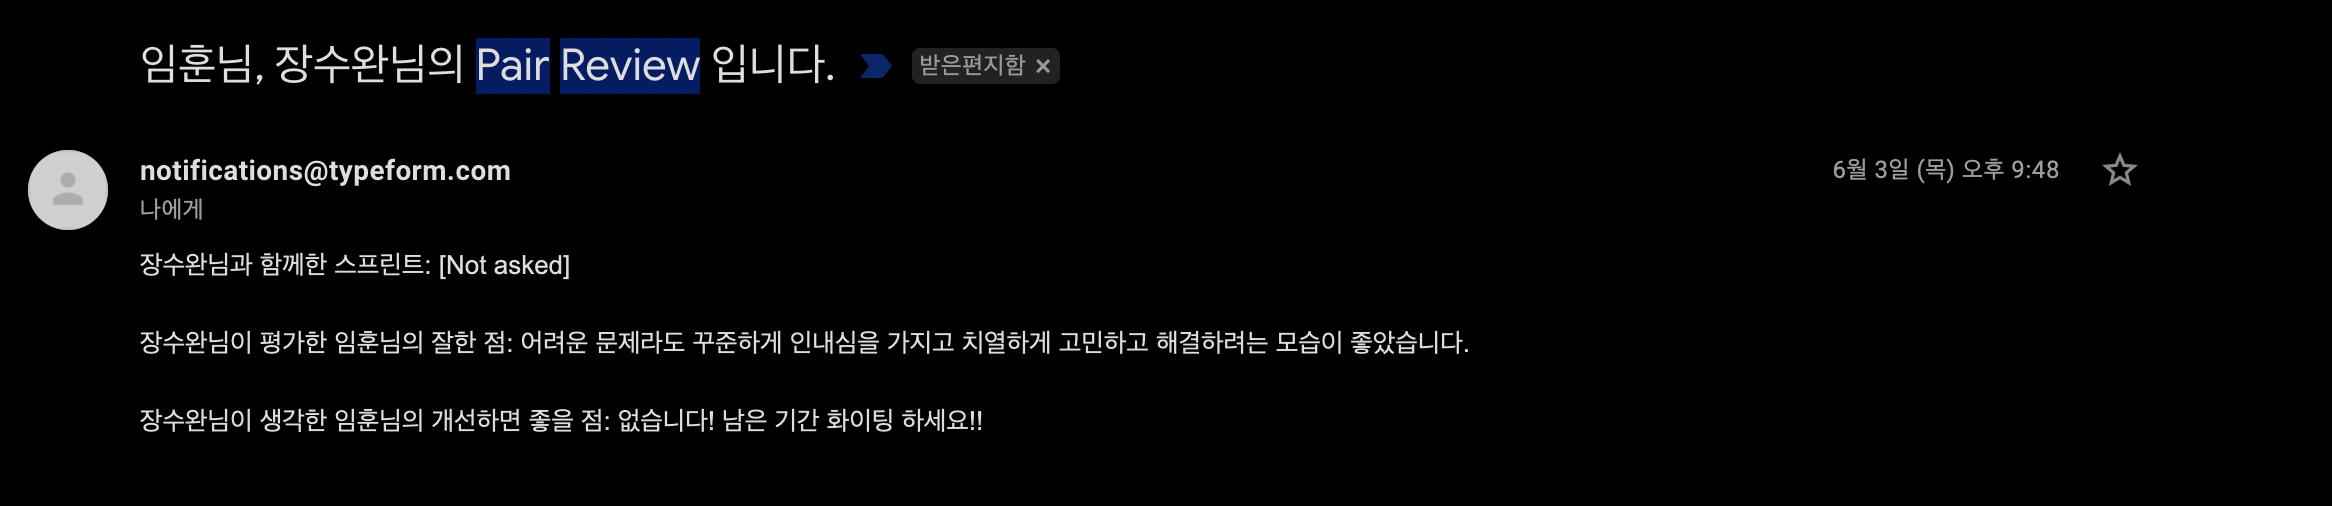 임훈님, 장수완님의 Pair Review 입니다. 받은편지함 ×
notifications@typeform.com 6월 3일 (목) 오후 9:48
나에게
장수완님과 함께한 스프린트: [Not asked]
장수완님이 평가한 임훈님의 잘한 점: 어려운 문제라도 꾸준하게 인내심을 가지고 치열하게 고민하고 해결하려는 모습이 좋았습니다.
장수완님이 생각한 임훈님의 개선하면 좋을 점: 없습니다! 남은 기간 화이팅 하세요!!